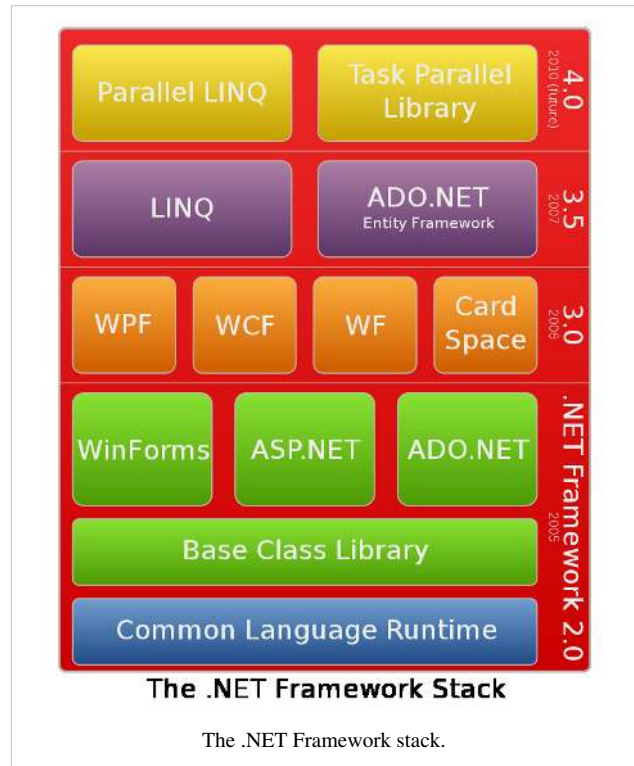 Parallel LINQ
Task Parallel
Library
4.0
2010 (future)
LINQ
ADO.NET
Entity Framework
3.5
2007
WPF
WCF
WF
Card
Space
3.0
2006
WinForms
ASP.NET
ADO.NET
Base Class Library
Common Language Runtime
.NET Framework 2.0
2005
The .NET Framework Stack
The .NET Framework stack.